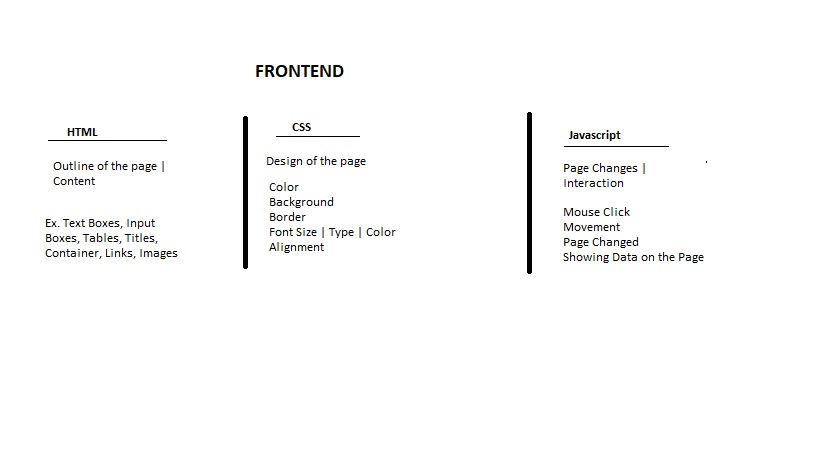 FRONTEND
HTML
Outline of the page |
Content
Ex. Text Boxes, Input
Boxes, Tables, Titles,
Container, Links, Images
CSS
Design of the page
Color
Background
Border
Font Size | Type | Color
Alignment
Javascript
Page Changes |
Interaction
Mouse Click
Movement
Page Changed
Showing Data on the Page